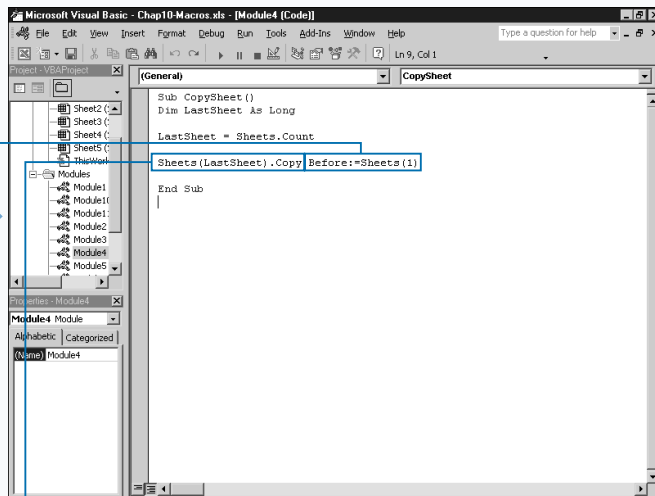 Microsoft Visual Basic - Chap10-Macros.xls - [Module4 (Code)]
File Edit View Insert Format Debug Run Tools Add-Ins Window Help
Type a question for help
Ln 9, Col 1
Project - VBAProject
(General)
CopySheet
Sheet2 (
Sheet3 (
Sheet4 (
Sheet5 (
ThisWork
Modules
Module1
Module10
Module1
Module2
Module3
Module4
Module5
Sub CopySheet()
Dim LastSheet As Long
LastSheet = Sheets.Count
Sheets(LastSheet).Copy Before:=Sheets(1)
End Sub
Properties - Module4
Module4 Module
Alphabetic Categorized
(Name) Module4